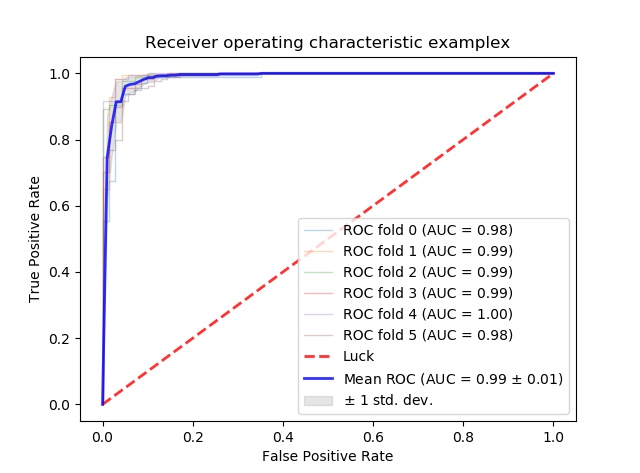 Receiver operating characteristic examplex
True Positive Rate
1.0
0.8
0.6
0.4
0.2
0.0
ROC fold 0 (AUC = 0.98)
ROC fold 1 (AUC = 0.99)
ROC fold 2 (AUC = 0.99)
ROC fold 3 (AUC = 0.99)
ROC fold 4 (AUC = 1.00)
ROC fold 5 (AUC = 0.98)
Luck
Mean ROC (AUC = 0.99 ± 0.01)
± 1 std. dev.
0.0 0.2 0.4 0.6 0.8 1.0
False Positive Rate